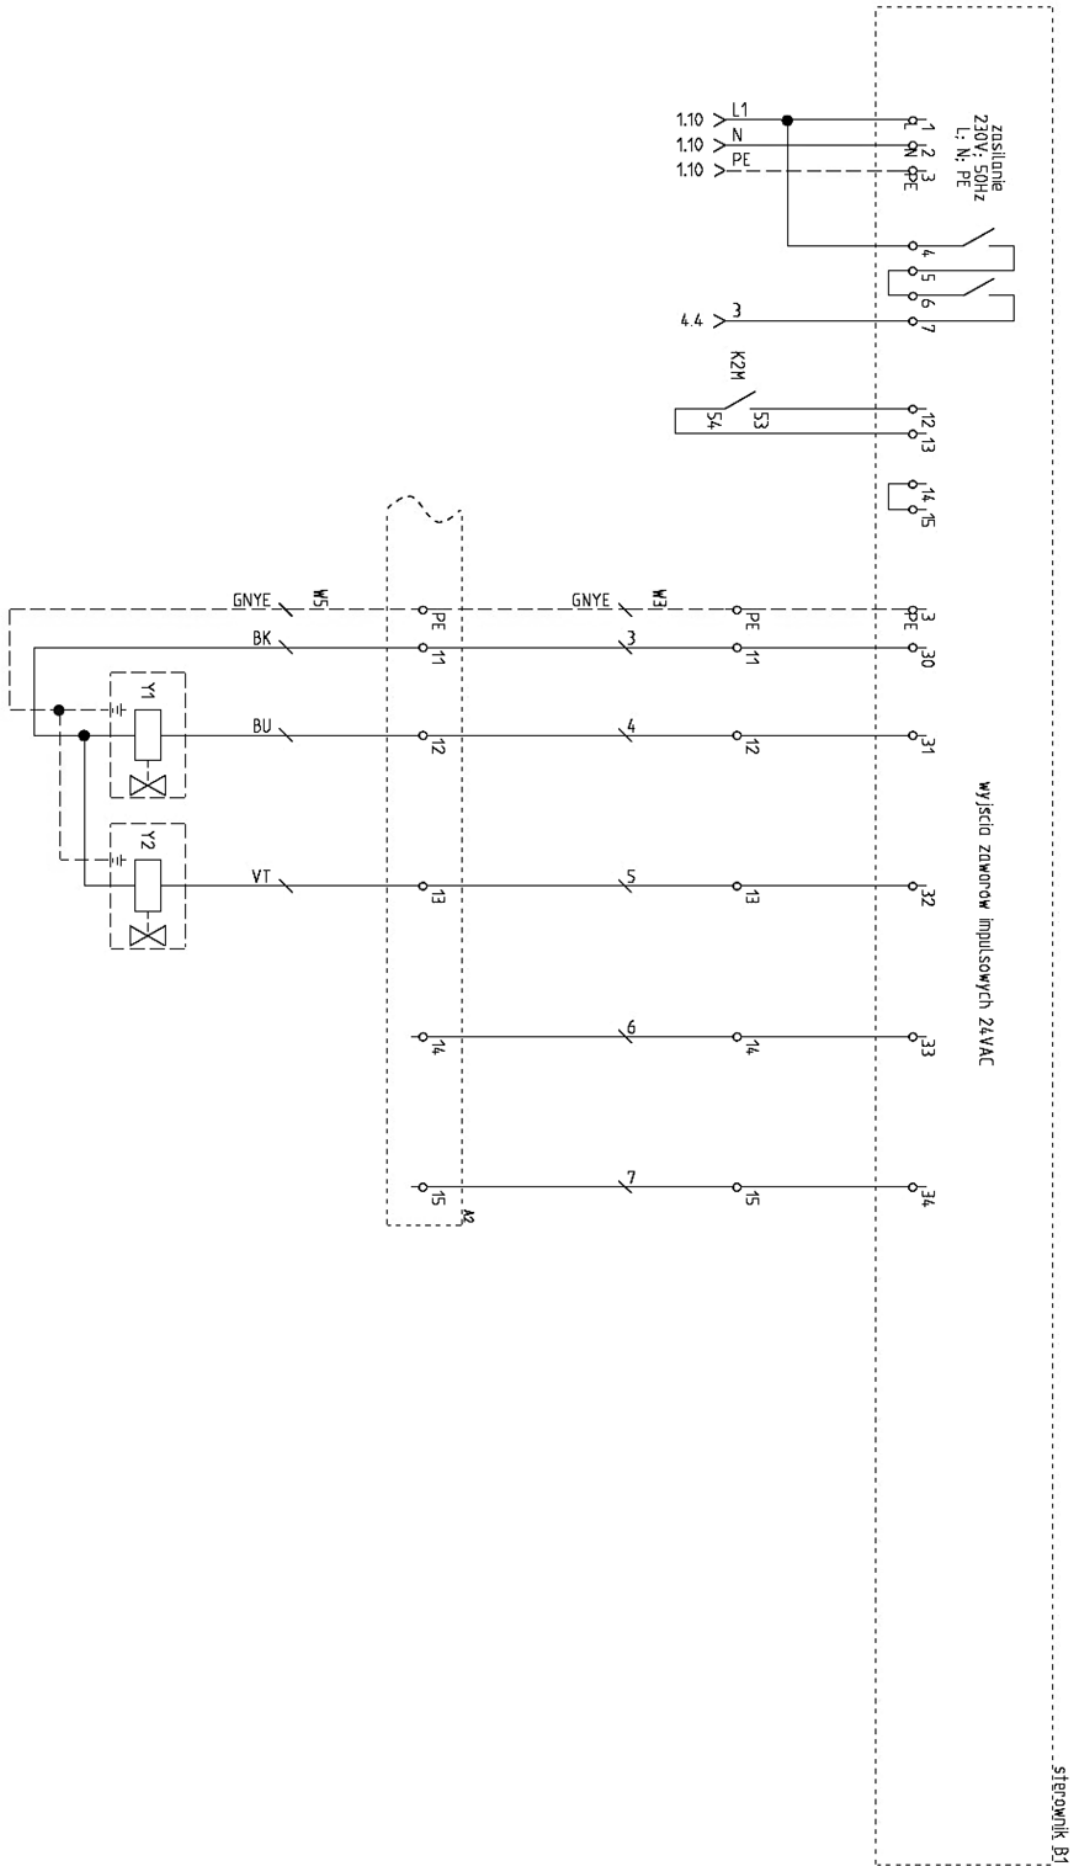 sterownik B1
zasilanie
230V; 50Hz
L; N; PE
wyjscia zaworów impulsowych 24VAC
1
L
2
N
3
PE
4
5
6
7
12
13
14
15
3
PE
30
31
32
33
34
1.10
L1
1.10
N
1.10
PE
4.4
3
K2M
53
54
PE
11
12
13
14
15
W3
GNYE
3
4
5
6
7
A2
PE
11
12
13
14
15
W5
GNYE
BK
BU
VT
Y1
Y2